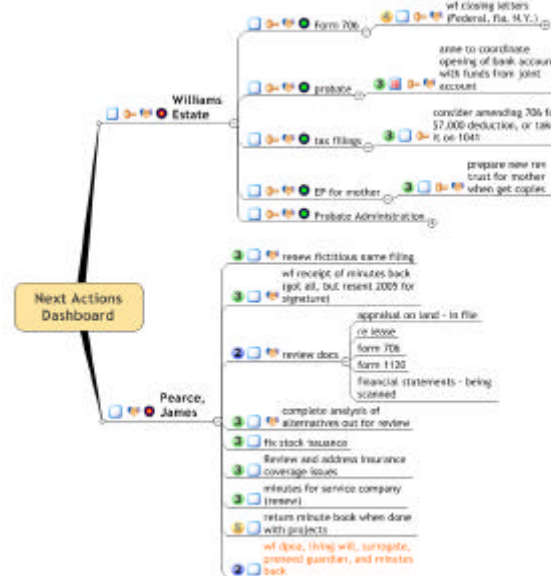 Next Actions
Dashboard
Williams
Estate
form 706
wf closing letters
(Federal, Fla, N.Y.)
probate
anne to coordinate
opening of bank account
with funds from joint
account
tax filings
consider amending 706 fo
57,000 deduction, or take
it on 1041
EP for mother
prepare new rev
trust for mother
when get copies
Probate Administration
Pearce,
James
renew fictitious name filing
wf receipt of minutes back
(got all, but resent 2005 for
signature)
review docs
appraisal on land - in file
re lease
form 706
form 1120
financial statements - being
scanned
complete analysis of
alternatives out for review
fix stock issuance
Review and address insurance
coverage issues
minutes for service company
(renew)
return minute book when done
with projects
wf dpoa, living will, surrogate,
preneed guardian, and minutes
back